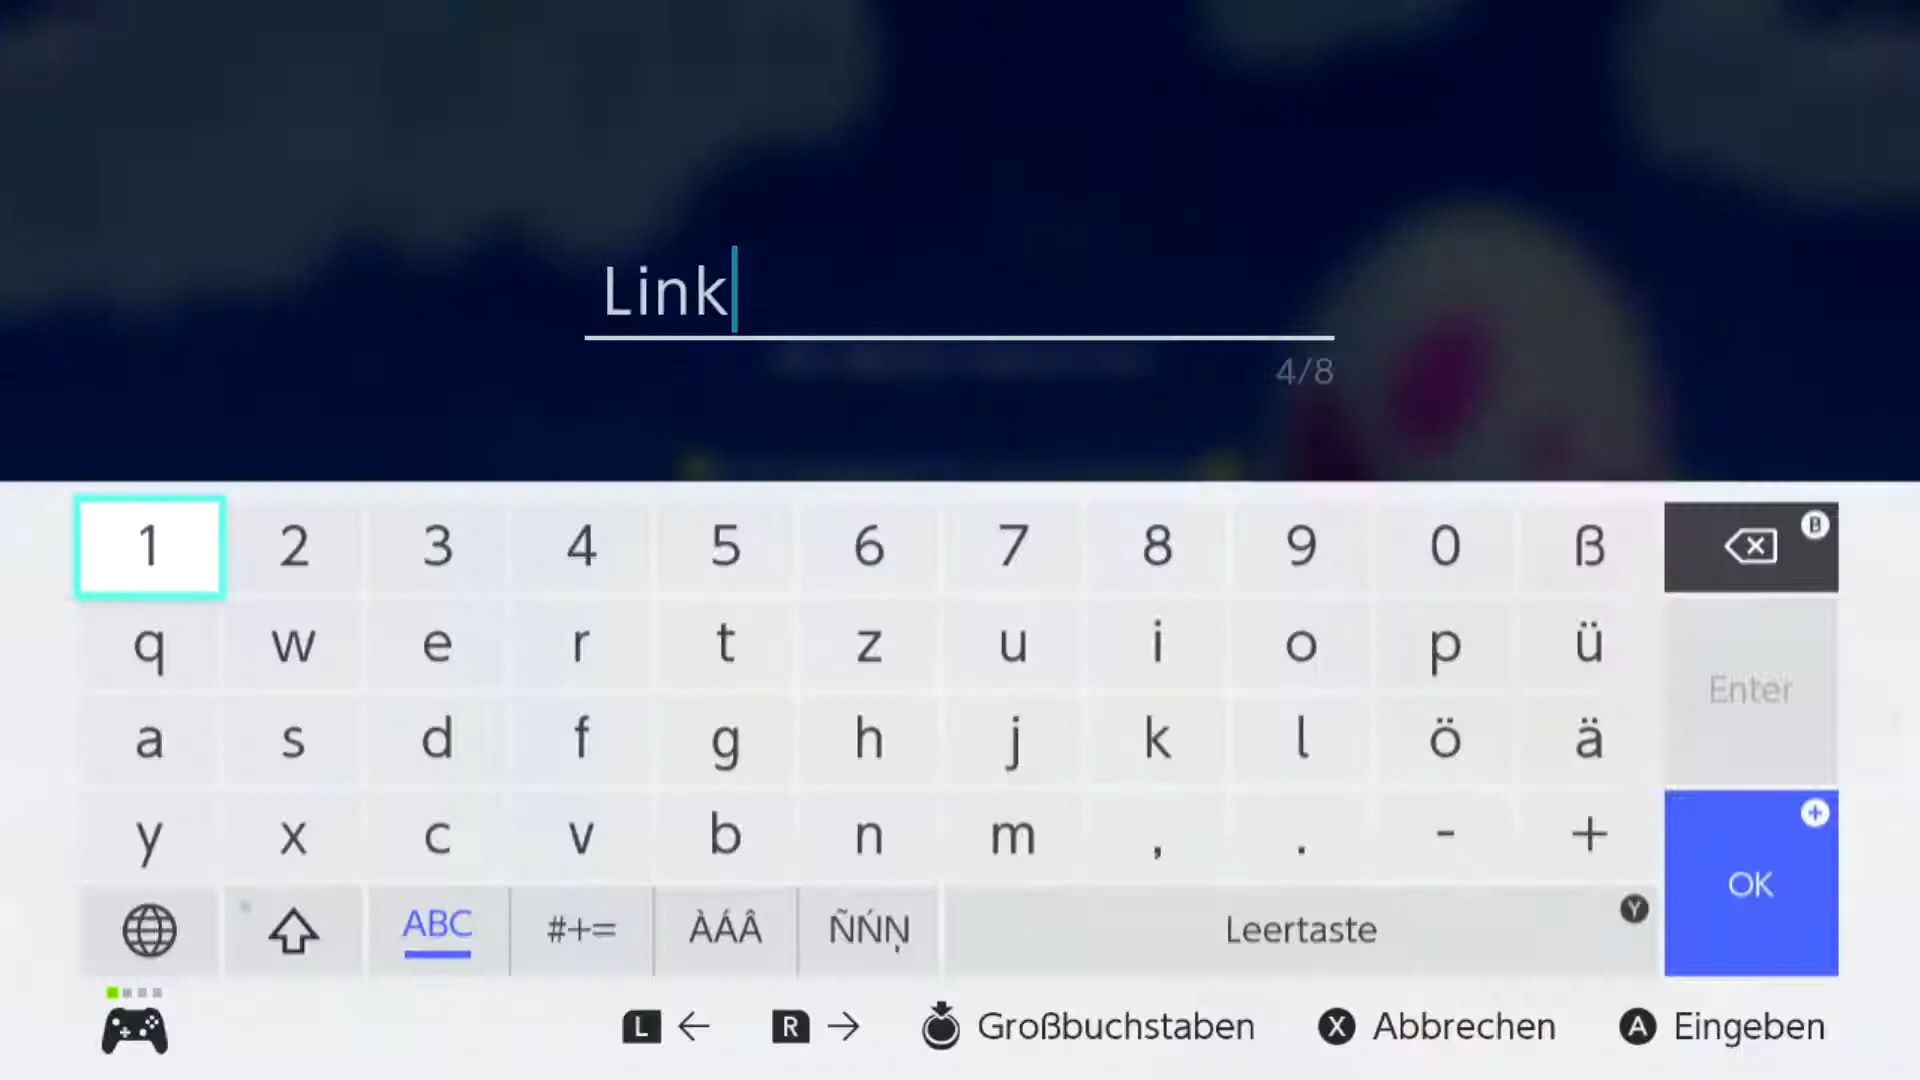 Link
4/8
1 2 3 4 5 6 7 8 9 0 ß B
q w e r t z u i o p ü
Enter
a s d f g h j k l ö ä
y x c v b n m , . - +
OK
ABC #+= ÀÁÂ ÑŃŅ Leertaste Y
L ← R → Großbuchstaben X Abbrechen A Eingeben